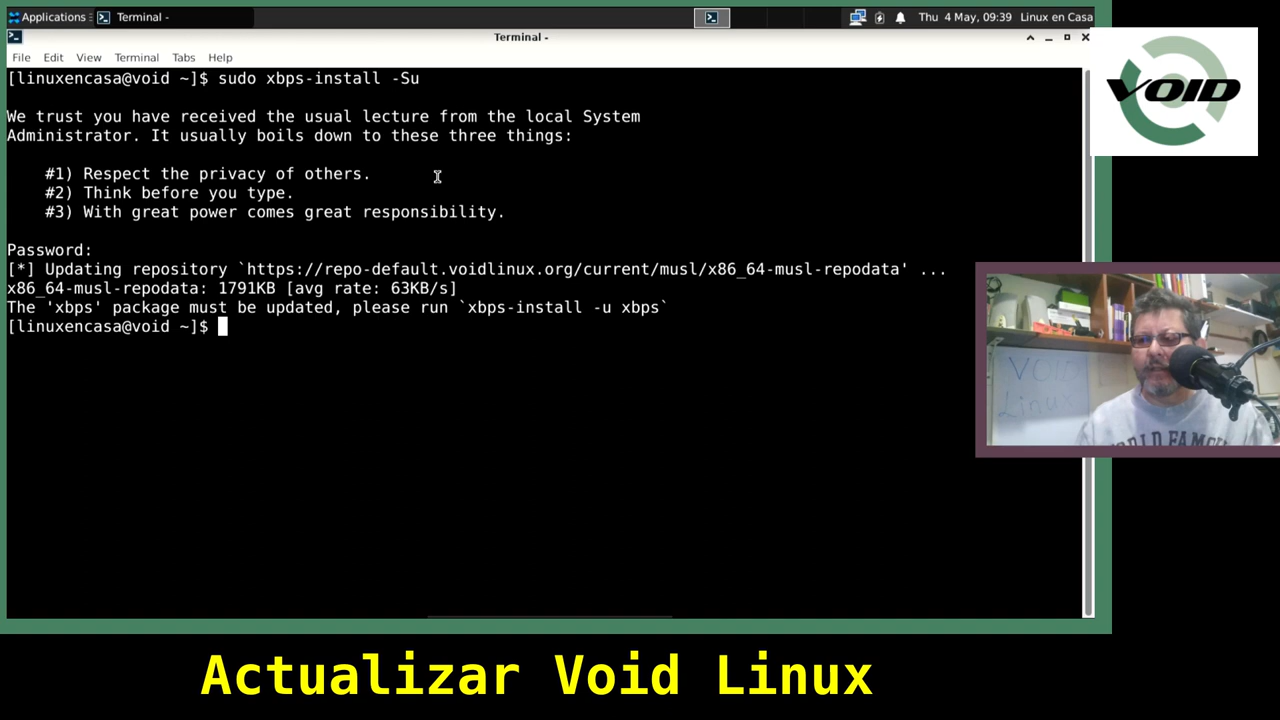 Applications
Terminal -
Thu 4 May, 09:39
Linux en Casa
Terminal -
File Edit View Terminal Tabs Help
[linuxencasa@void ~]$ sudo xbps-install -Su
We trust you have received the usual lecture from the local System
Administrator. It usually boils down to these three things:
#1) Respect the privacy of others.
#2) Think before you type.
#3) With great power comes great responsibility.
Password:
[*] Updating repository `https://repo-default.voidlinux.org/current/musl/x86_64-musl-repodata' ...
x86_64-musl-repodata: 1791KB [avg rate: 63KB/s]
The 'xbps' package must be updated, please run `xbps-install -u xbps`
[linuxencasa@void ~]$
VOID
VOID
Linux
WORLD FAMOU
Actualizar Void Linux